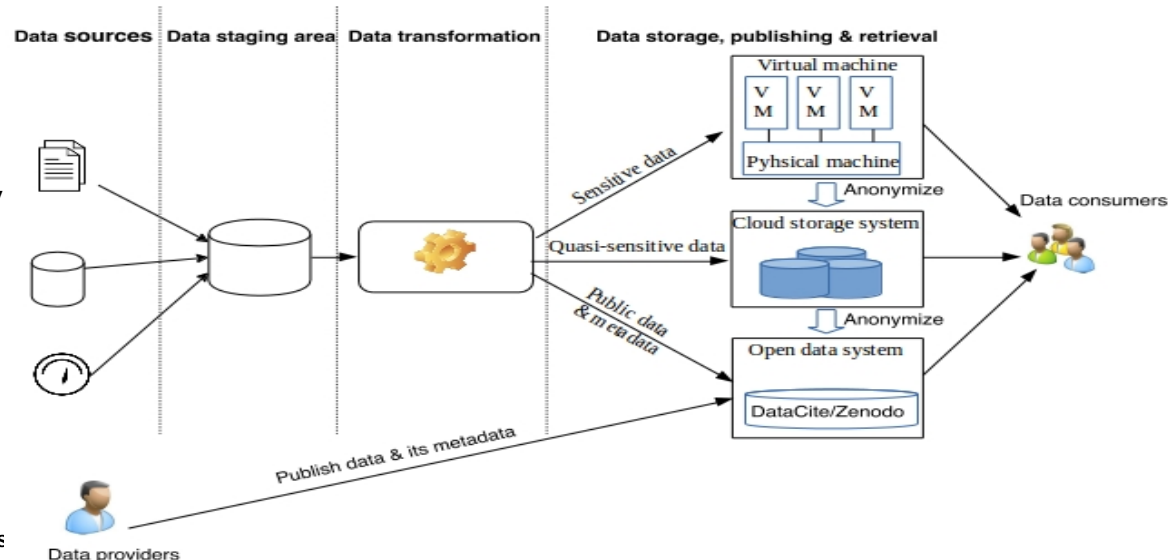 Data sources
Data staging area
Data transformation
Data storage, publishing & retrieval
Virtual machine
V
M
V
M
V
M
Pyhsical machine
Sensitive data
Anonymize
Data consumers
Cloud storage system
Quasi-sensitive data
Public data
& metadata
Anonymize
Open data system
DataCite/Zenodo
Publish data & its metadata
Data providers